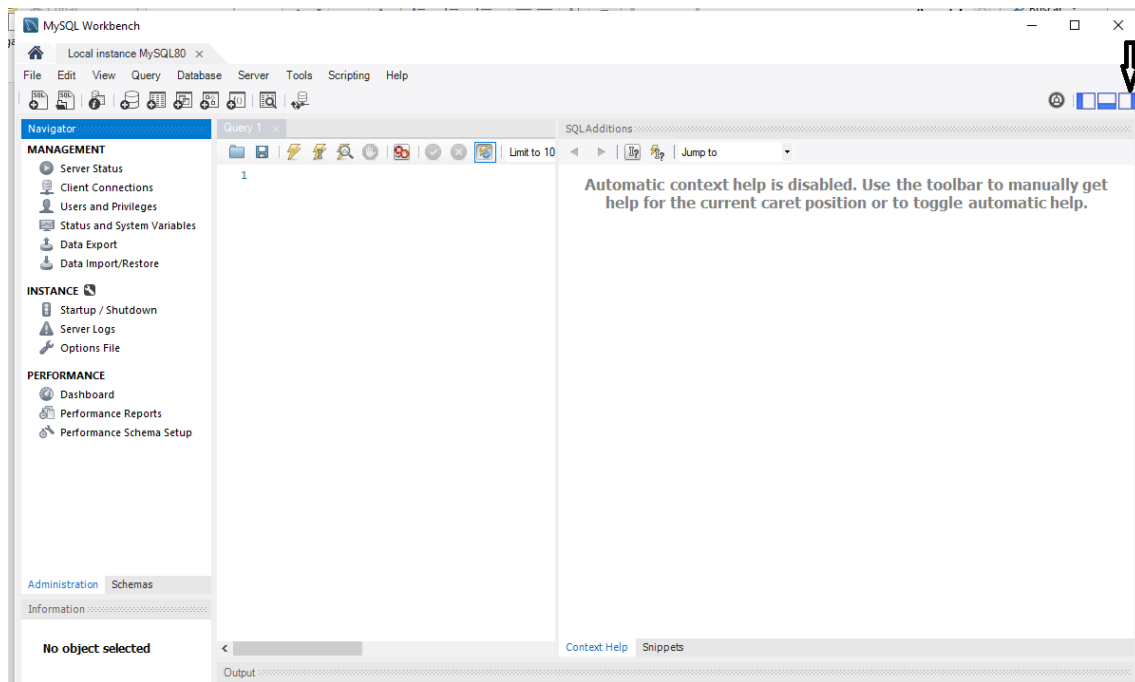 MySQL Workbench
Local instance MySQL80
File Edit View Query Database Server Tools Scripting Help
Navigator
MANAGEMENT
Server Status
Client Connections
Users and Privileges
Status and System Variables
Data Export
Data Import/Restore
INSTANCE
Startup / Shutdown
Server Logs
Options File
PERFORMANCE
Dashboard
Performance Reports
Performance Schema Setup
Administration Schemas
Information
No object selected
Query 1
Limit to 10
1
SQLAdditions
Jump to
Automatic context help is disabled. Use the toolbar to manually get
help for the current caret position or to toggle automatic help.
Context Help Snippets
Output